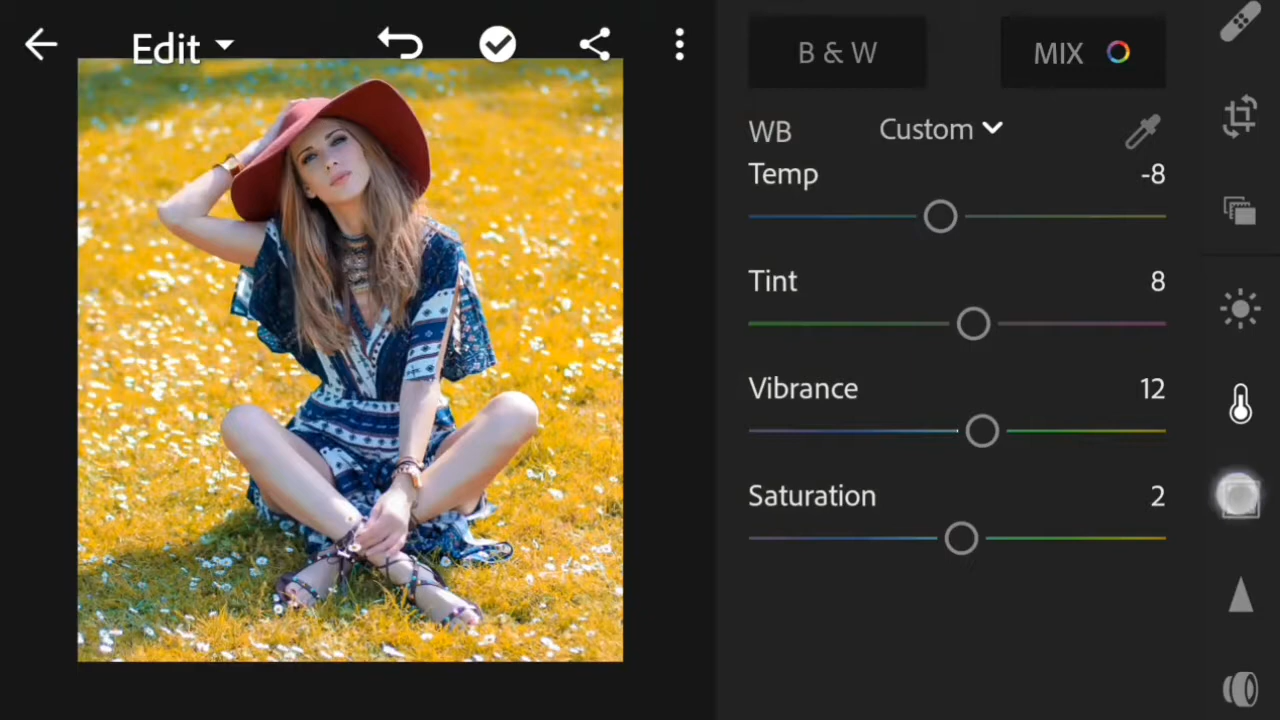 Edit
B & W
MIX
WB
Custom
Temp
-8
Tint
8
Vibrance
12
Saturation
2